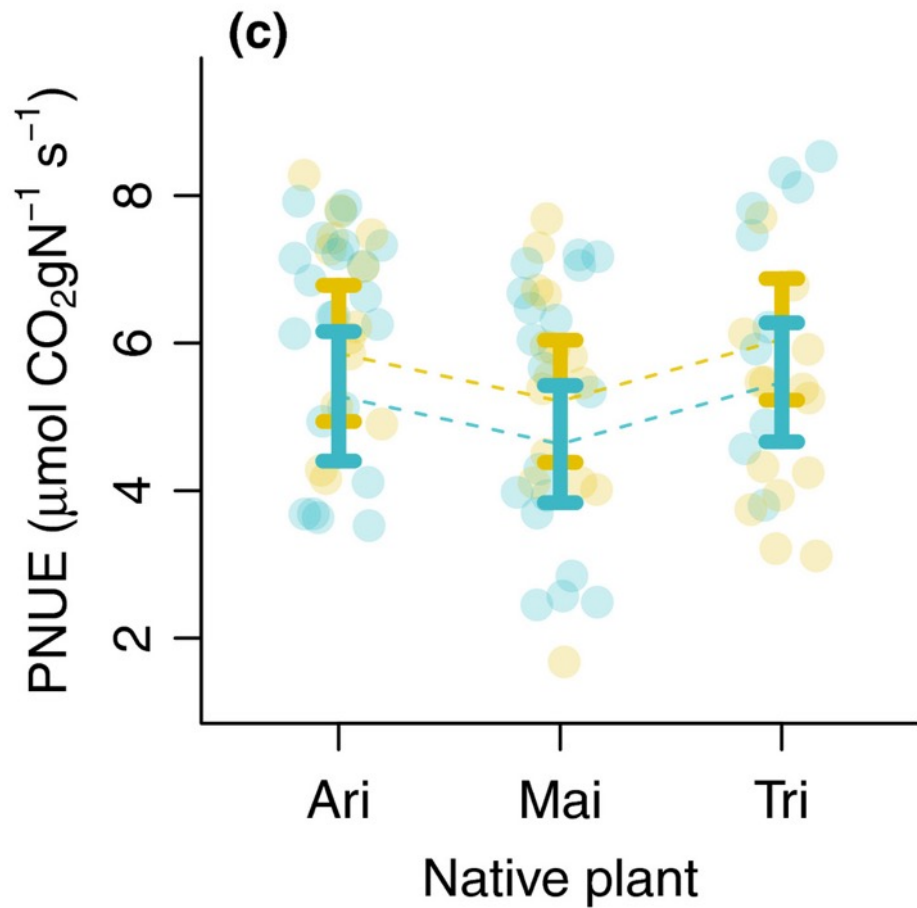 (c)
PNUE (μmol CO₂gN⁻¹ s⁻¹)
8
6
4
2
Ari Mai Tri
Native plant